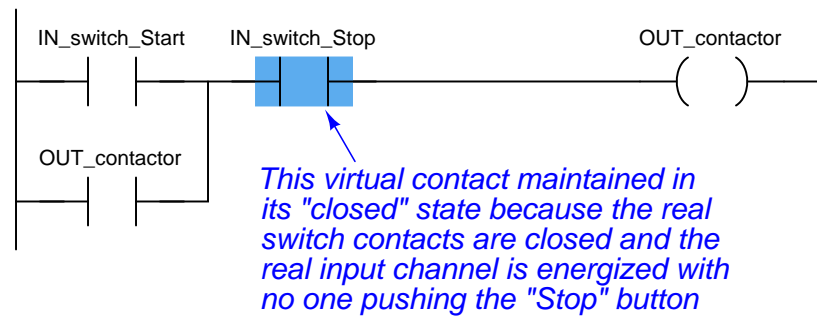 IN_switch_Start IN_switch_Stop OUT_contactor
OUT_contactor
This virtual contact maintained in
its "closed" state because the real
switch contacts are closed and the
real input channel is energized with
no one pushing the "Stop" button